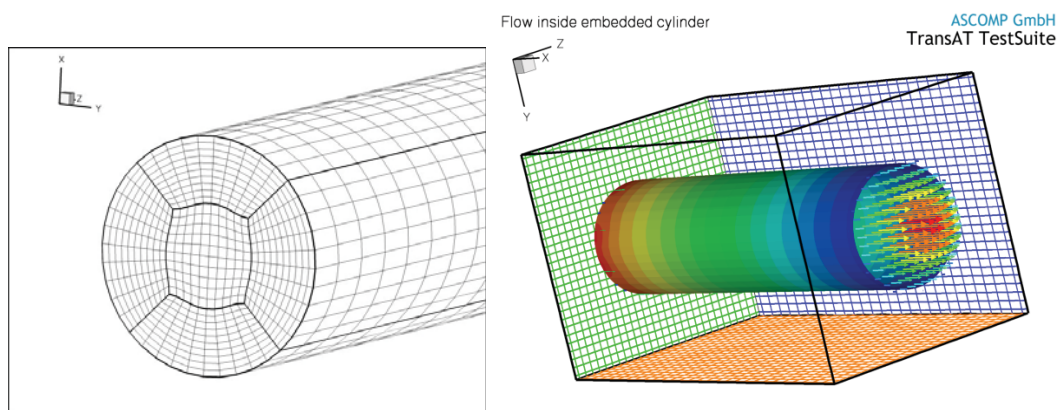 Flow inside embedded cylinder
ASCOMP GmbH
TransAT TestSuite
X
Z
Y
Z
X
Y